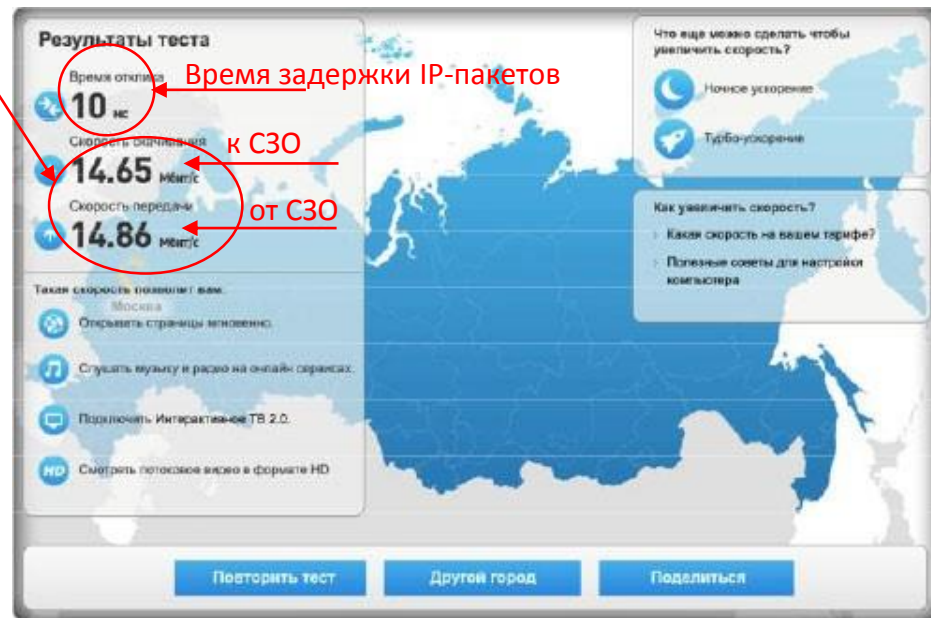 Результаты теста
Время отклика
10 мс
Время задержки IP-пакетов
Скорость скачивания
14.65 Мбит/с
к СЗО
Скорость передачи
14.86 Мбит/с
от СЗО
Такая скорость позволит вам:
Москва
Открывать страницы мгновенно.
Слушать музыку и радио на онлайн сервисах.
Подключить Интерактивное ТВ 2.0.
HD
Смотреть потоковое видео в формате HD
Что еще можно сделать чтобы
увеличить скорость?
Ночное ускорение
Турбо-ускорение
Как увеличить скорость?
Какая скорость на вашем тарифе?
Полезные советы для настройки
компьютера
Повторить тест
Другой город
Поделиться